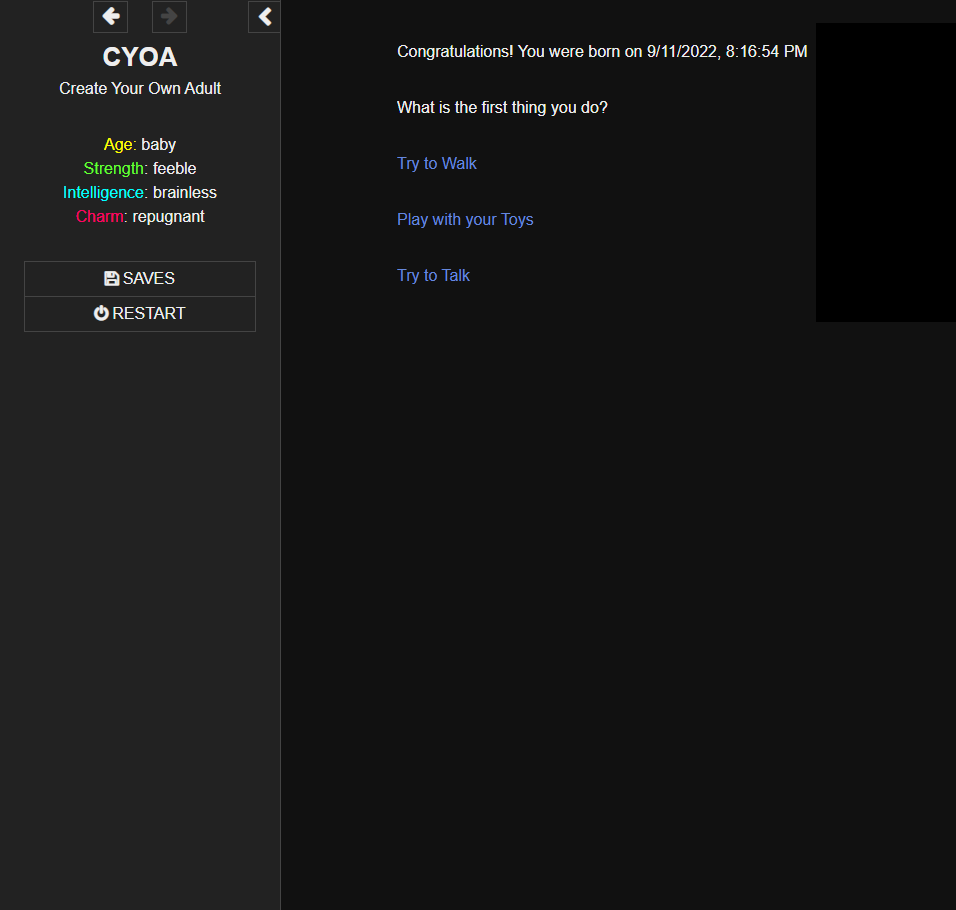 CYOA
Create Your Own Adult
Age: baby
Strength: feeble
Intelligence: brainless
Charm: repugnant
SAVES
RESTART
Congratulations! You were born on 9/11/2022, 8:16:54 PM
What is the first thing you do?
Try to Walk
Play with your Toys
Try to Talk